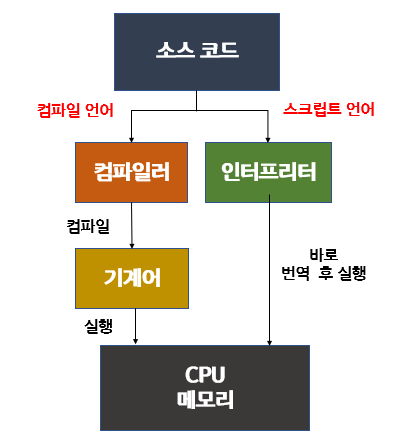 소스 코드
컴파일 언어
스크립트 언어
컴파일러
인터프리터
컴파일
바로
번역 후 실행
기계어
실행
CPU
메모리